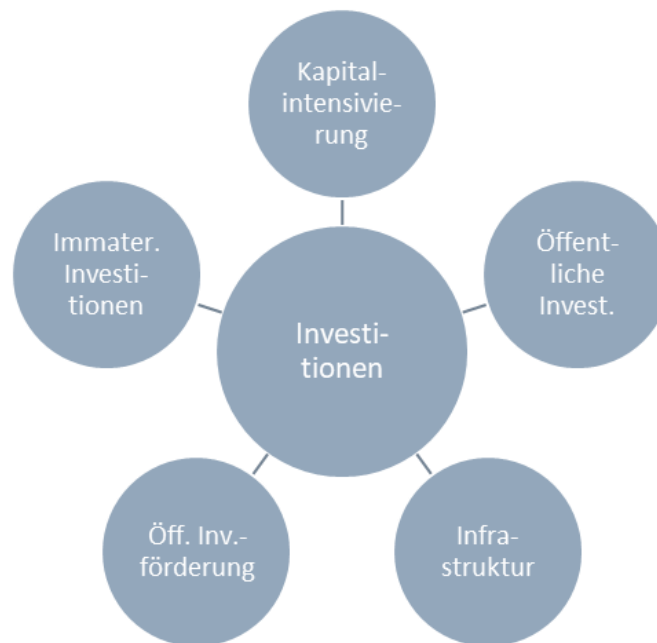 Kapital-
intensivie-
rung
Immater.
Investi-
tionen
Öffent-
liche
Invest.
Investi-
tionen
Öff. Inv.-
förderung
Infra-
struktur